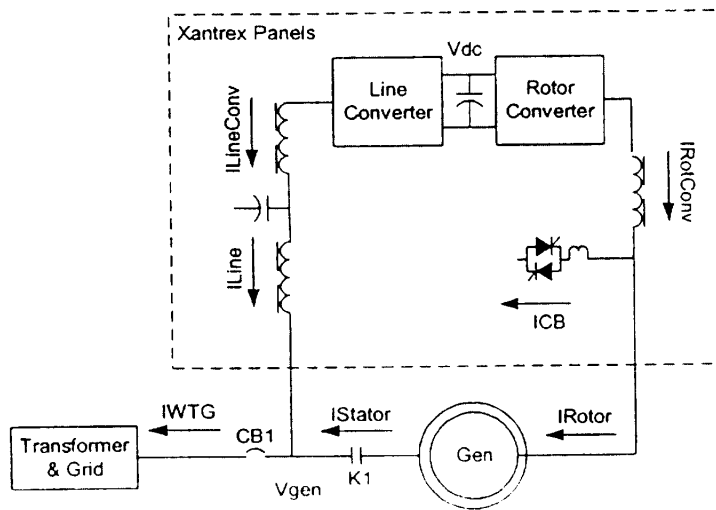 Xantrex Panels
Vdc
Line
Converter
Rotor
Converter
ILineConv
IRotConv
ILine
ICB
IWTG
IStator
IRotor
Transformer
& Grid
CB1
Gen
K1
Vgen